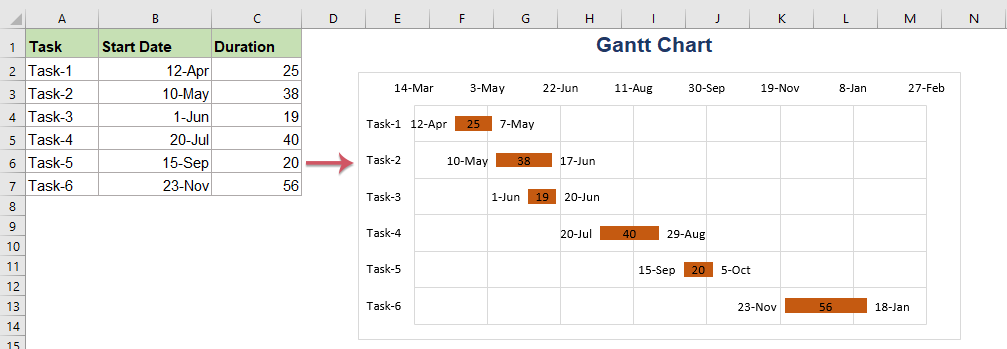 A B C D E F G H I J K L M N
1 Task Start Date Duration
2 Task-1 12-Apr 25
3 Task-2 10-May 38
4 Task-3 1-Jun 19
5 Task-4 20-Jul 40
6 Task-5 15-Sep 20
7 Task-6 23-Nov 56
8
9
10
11
12
13
14
15
Gantt Chart
14-Mar 3-May 22-Jun 11-Aug 30-Sep 19-Nov 8-Jan 27-Feb
Task-1 12-Apr 25 7-May
Task-2 10-May 38 17-Jun
Task-3 1-Jun 19 20-Jun
Task-4 20-Jul 40 29-Aug
Task-5 15-Sep 20 5-Oct
Task-6 23-Nov 56 18-Jan